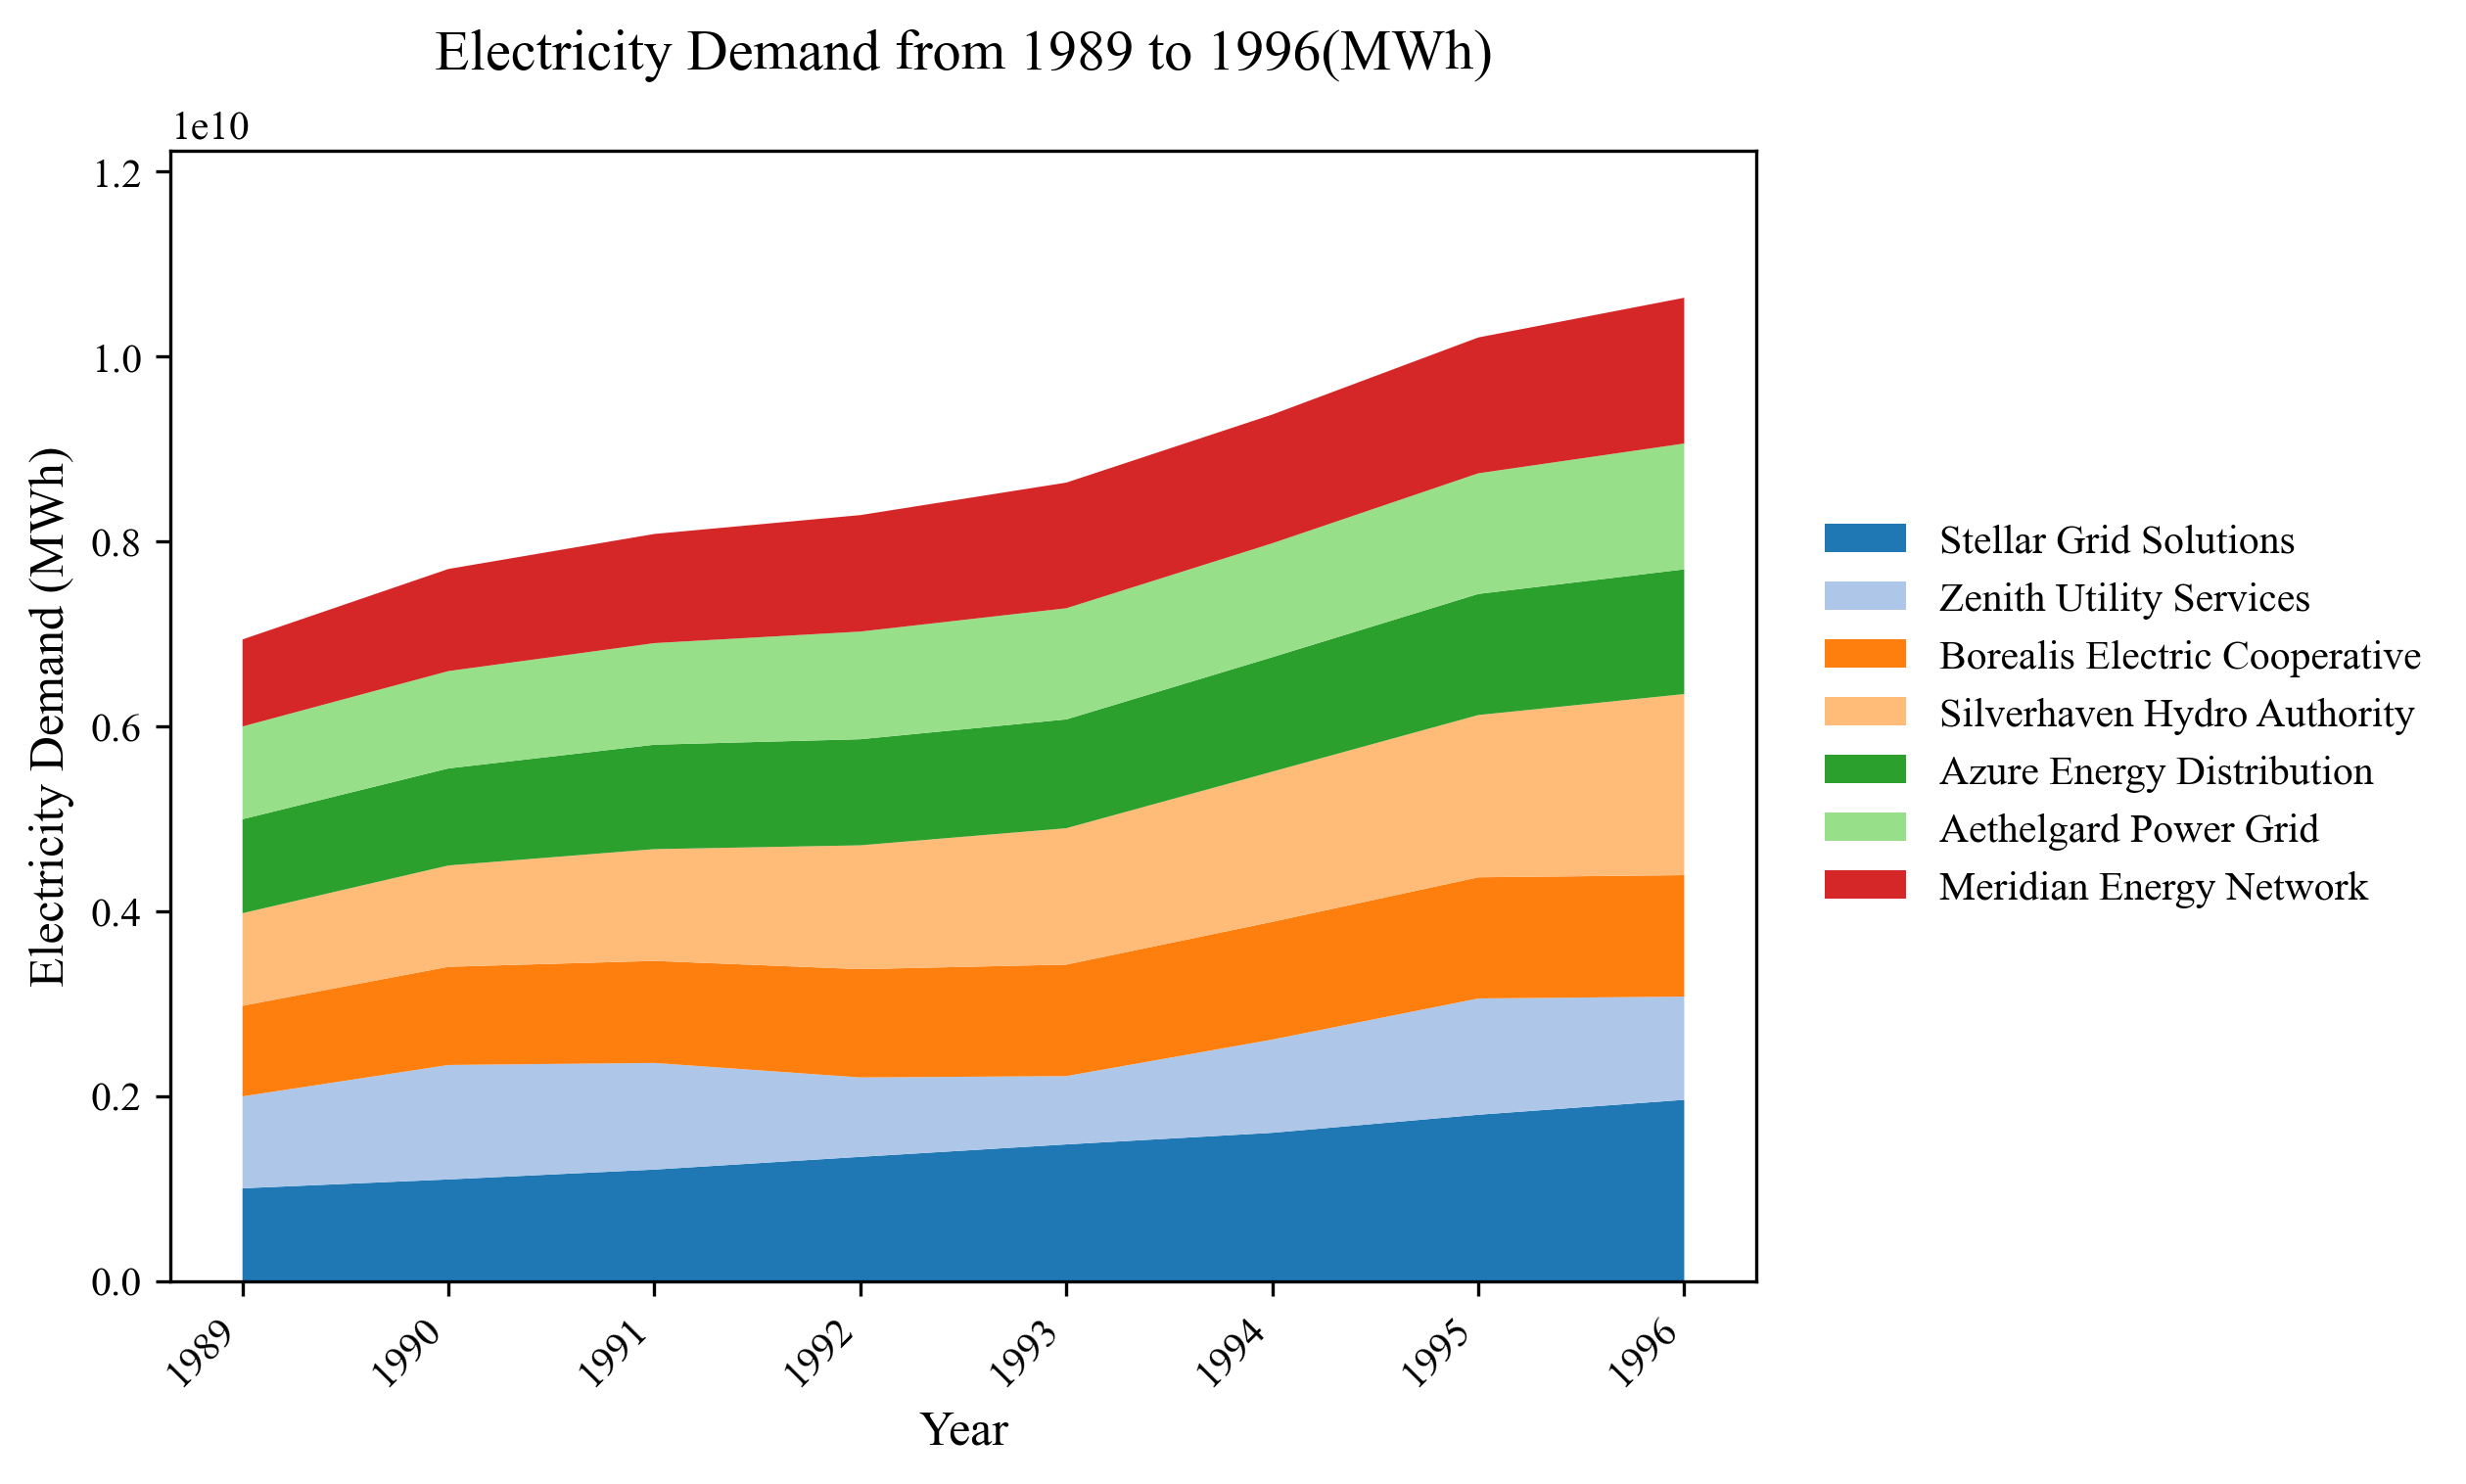 Electricity Demand from 1989 to 1996(MWh)
1e10
1.2
1.0
0.8
0.6
0.4
0.2
0.0
Electricity Demand (MWh)
1989
1990
1991
1992
1993
1994
1995
1996
Year
Stellar Grid Solutions
Zenith Utility Services
Borealis Electric Cooperative
Silverhaven Hydro Authority
Azure Energy Distribution
Aethelgard Power Grid
Meridian Energy Network